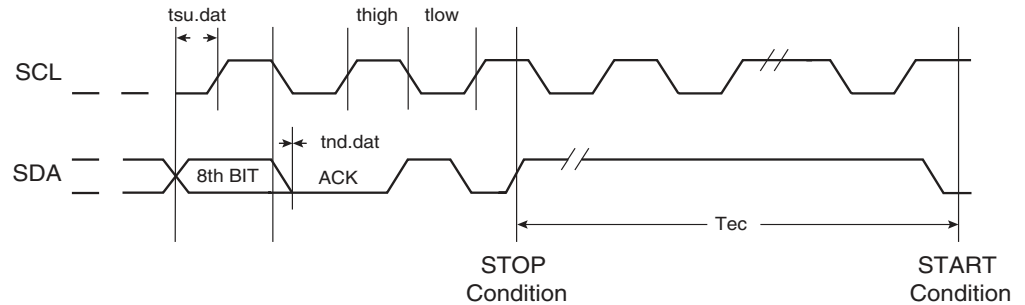 tsu.dat
thigh
tlow
SCL
tnd.dat
SDA
8th BIT
ACK
Tec
STOP
Condition
START
Condition